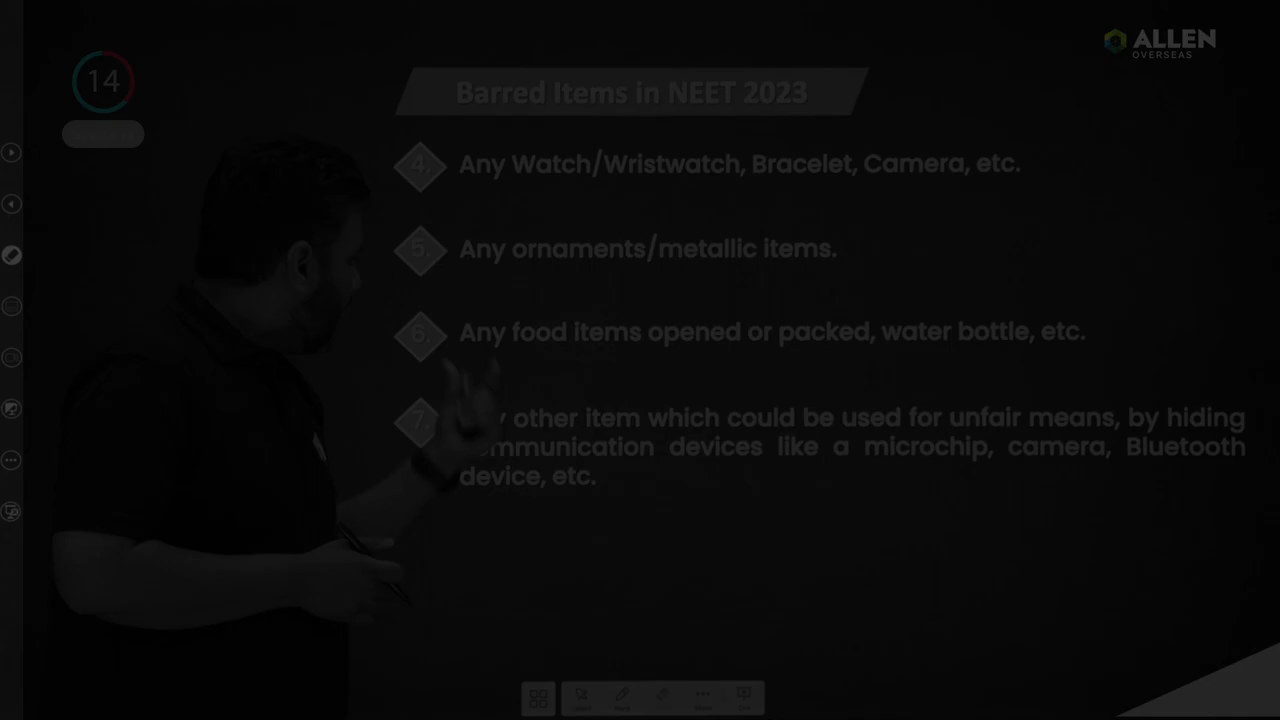 ALLEN
OVERSEAS
14
Barred Items in NEET 2023
4. Any Watch/Wristwatch, Bracelet, Camera, etc.
5. Any ornaments/metallic items.
6. Any food items opened or packed, water bottle, etc.
7. other item which could be used for unfair means, by hiding
devices like a microchip, camera, Bluetooth
device, etc.